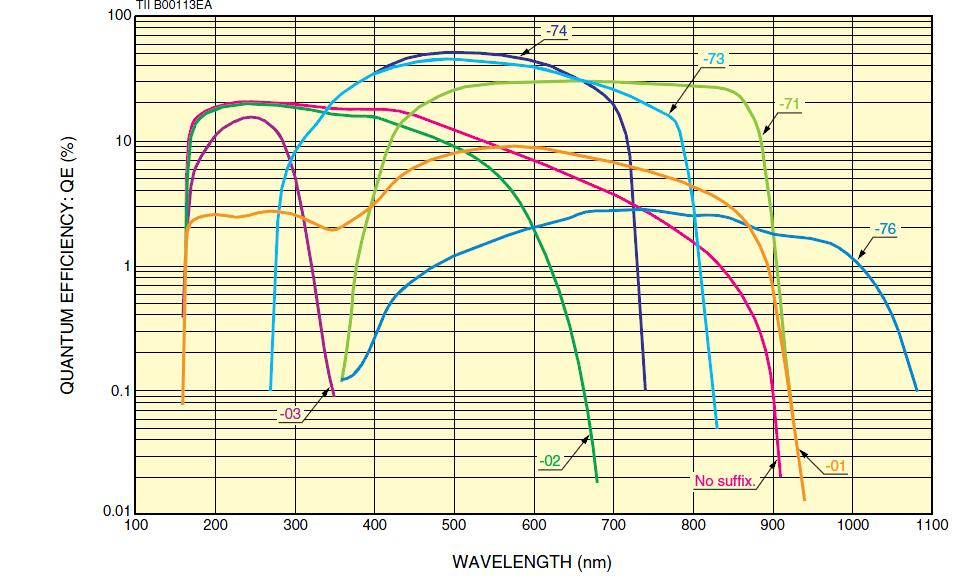 TII B00113EA
100
10
1
0.1
0.01
QUANTUM EFFICIENCY: QE (%)
-74
-73
-71
-76
-03
-02
No suffix.
-01
100 200 300 400 500 600 700 800 900 1000 1100
WAVELENGTH (nm)